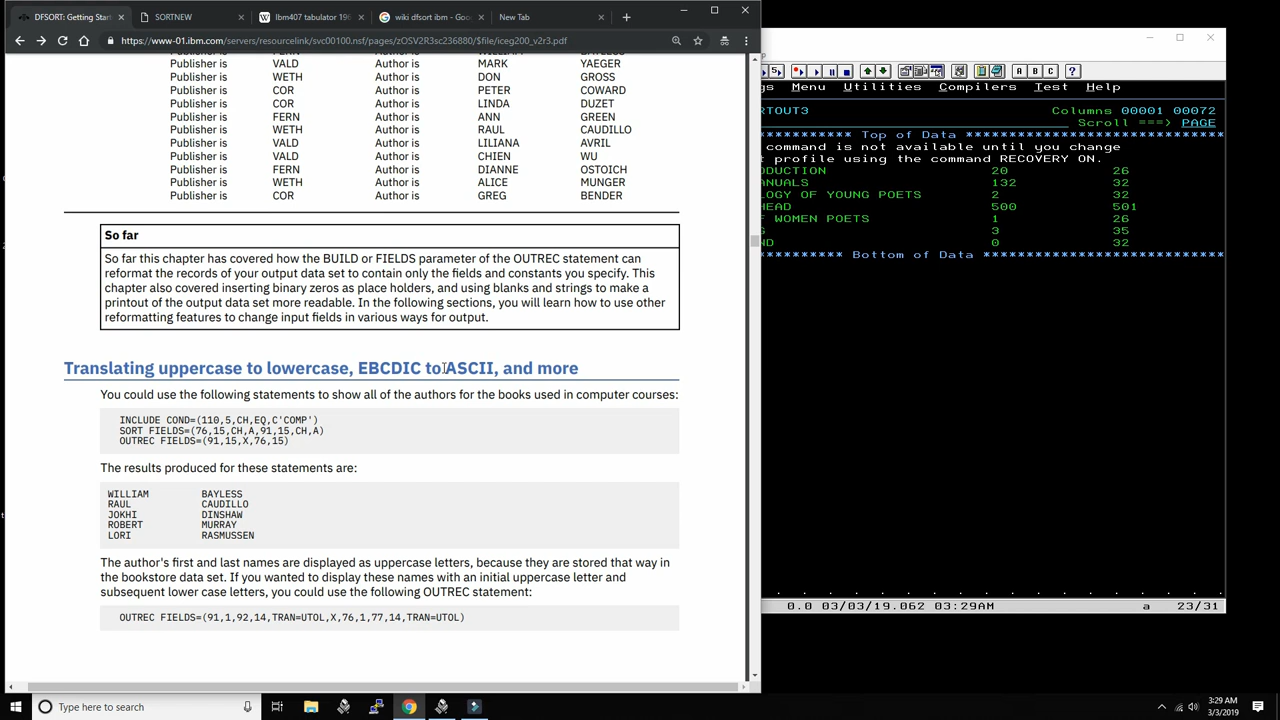 DFSORT: Getting Star
SORTNEW
Ibm407 tabulator 19
wiki dfsort ibm - Goo
New Tab
https://www-01.ibm.com/servers/resourcelink/svc00100.nsf/pages/zOSV2R3sc236880/$file/iceg200_v2r3.pdf
Publisher is VALD Author is MARK YAEGER
Publisher is WETH Author is DON GROSS
Publisher is COR Author is PETER COWARD
Publisher is COR Author is LINDA DUZET
Publisher is FERN Author is ANN GREEN
Publisher is WETH Author is RAUL CAUDILLO
Publisher is VALD Author is LILIANA AVRIL
Publisher is VALD Author is CHIEN WU
Publisher is FERN Author is DIANNE OSTOICH
Publisher is WETH Author is ALICE MUNGER
Publisher is COR Author is GREG BENDER
So far
So far this chapter has covered how the BUILD or FIELDS parameter of the OUTREC statement can
reformat the records of your output data set to contain only the fields and constants you specify. This
chapter also covered inserting binary zeros as place holders, and using blanks and strings to make a
printout of the output data set more readable. In the following sections, you will learn how to use other
reformatting features to change input fields in various ways for output.
Translating uppercase to lowercase, EBCDIC to ASCII, and more
You could use the following statements to show all of the authors for the books used in computer courses:
INCLUDE COND=(110,5,CH,EQ,C'COMP')
SORT FIELDS=(76,15,CH,A,91,15,CH,A)
OUTREC FIELDS=(91,15,X,76,15)
The results produced for these statements are:
WILLIAM BAYLESS
RAUL CAUDILLO
JOKHI DINSHAW
ROBERT MURRAY
LORI RASMUSSEN
The author's first and last names are displayed as uppercase letters, because they are stored that way in
the bookstore data set. If you wanted to display these names with an initial uppercase letter and
subsequent lower case letters, you could use the following OUTREC statement:
OUTREC FIELDS=(91,1,92,14,TRAN=UTOL,X,76,1,77,14,TRAN=UTOL)
gs Menu Utilities Compilers Test Help
RTOUT3 Columns 00001 00072
Scroll ===> PAGE
*********** Top of Data **************************
command is not available until you change
t profile using the command RECOVERY ON.
ODUCTION 20 26
ANUALS 132 32
LOGY OF YOUNG POETS 2 32
HEAD 500 501
F WOMEN POETS 1 26
G 3 35
ND 0 32
********** Bottom of Data ************************
0.0 03/03/19.062 03:29AM a 23/31
Type here to search
3:29 AM
3/3/2019